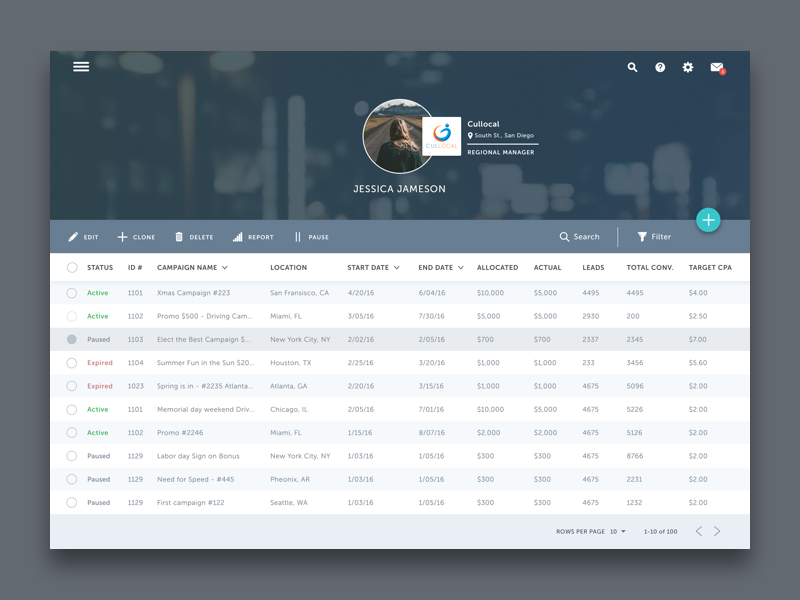 Cullocal
South St., San Diego
CULLOCAL
REGIONAL MANAGER
JESSICA JAMESON
EDIT CLONE DELETE REPORT PAUSE Search Filter
STATUS ID # CAMPAIGN NAME LOCATION START DATE END DATE ALLOCATED ACTUAL LEADS TOTAL CONV. TARGET CPA
Active 1101 Xmas Campaign #223 San Fransisco, CA 4/20/16 6/04/16 $10,000 $5,000 4495 4495 $4.00
Active 1102 Promo $500 - Driving Cam... Miami, FL 3/05/16 7/30/16 $5,000 $5,000 2930 200 $2.50
Paused 1103 Elect the Best Campaign $... New York City, NY 2/02/16 2/05/16 $700 $700 2337 2345 $7.00
Expired 1104 Summer Fun in the Sun $20... Houston, TX 2/25/16 3/20/16 $1,000 $1,000 233 3456 $5.60
Expired 1023 Spring is in - #2235 Atlanta... Atlanta, GA 2/20/16 3/15/16 $1,000 $1,000 4675 5096 $2.00
Active 1101 Memorial day weekend Driv... Chicago, IL 2/05/16 7/01/16 $10,000 $5,000 4675 5226 $2.00
Active 1102 Promo #2246 Miami, FL 1/15/16 8/07/16 $2,000 $2,000 4675 5126 $2.00
Paused 1129 Labor day Sign on Bonus New York City, NY 1/03/16 1/05/16 $300 $300 4675 8766 $2.00
Paused 1129 Need for Speed - #445 Pheonix, AR 1/03/16 1/05/16 $300 $300 4675 2231 $2.00
Paused 1129 First campaign #122 Seattle, WA 1/03/16 1/05/16 $300 $300 4675 1232 $2.00
ROWS PER PAGE 10 1-10 of 100